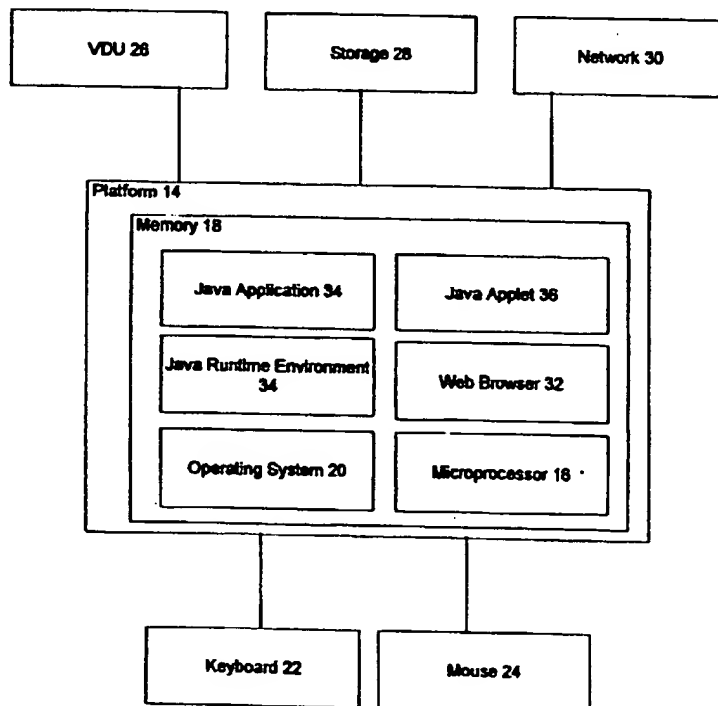 VDU 26
Storage 28
Network 30
Platform 14
Memory 18
Java Application 34
Java Applet 36
Java Runtime Environment
34
Web Browser 32
Operating System 20
Microprocessor 16
Keyboard 22
Mouse 24